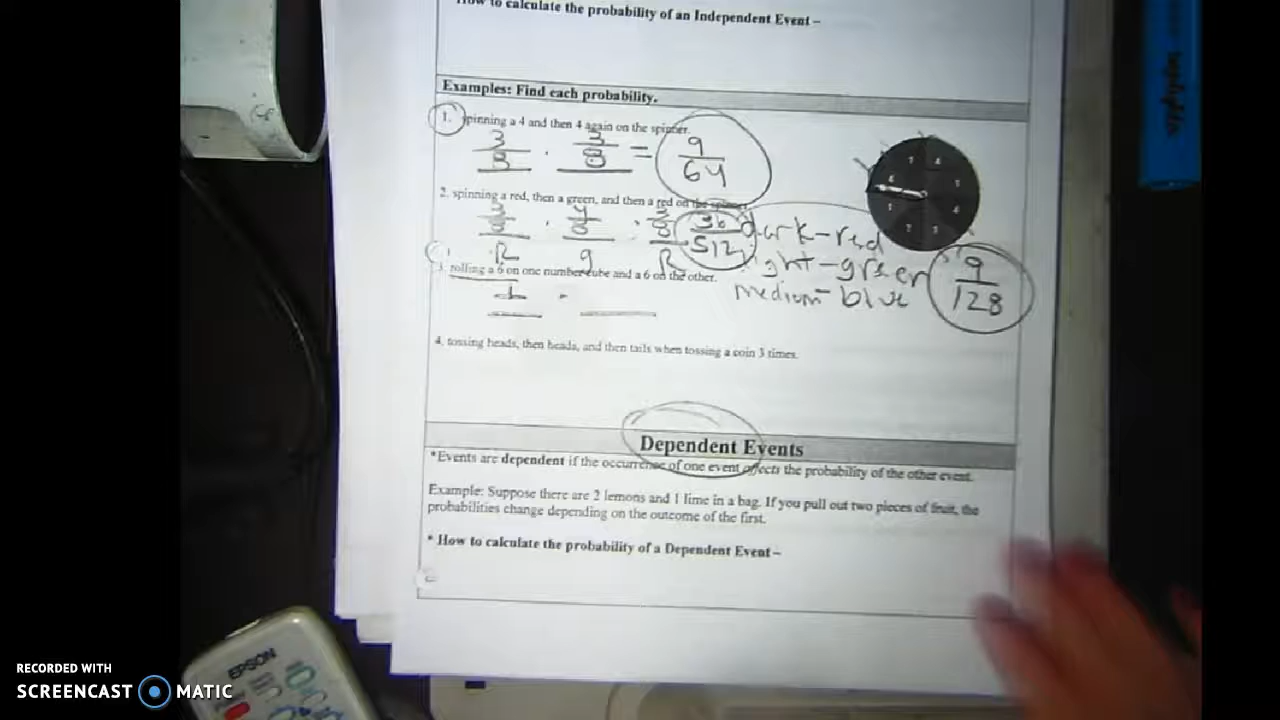 How to calculate the probability of an Independent Event –
Examples: Find each probability.
1. spinning a 4 and then 4 again on the spinner.
3/8 · 3/8 = 9/64
2. spinning a red, then a green, and then a red on the spinner.
3/8 · 4/8 · 3/8 36/512
R g R
dark-red
light-green
medium-blue
9/128
3. rolling a 6 on one number cube and a 6 on the other.
1 ·
4. tossing heads, then heads, and then tails when tossing a coin 3 times.
Dependent Events
*Events are dependent if the occurrence of one event affects the probability of the other event.
Example: Suppose there are 2 lemons and 1 lime in a bag. If you pull out two pieces of fruit, the
probabilities change depending on the outcome of the first.
* How to calculate the probability of a Dependent Event –
EPSON
RECORDED WITH
SCREENCAST MATIC